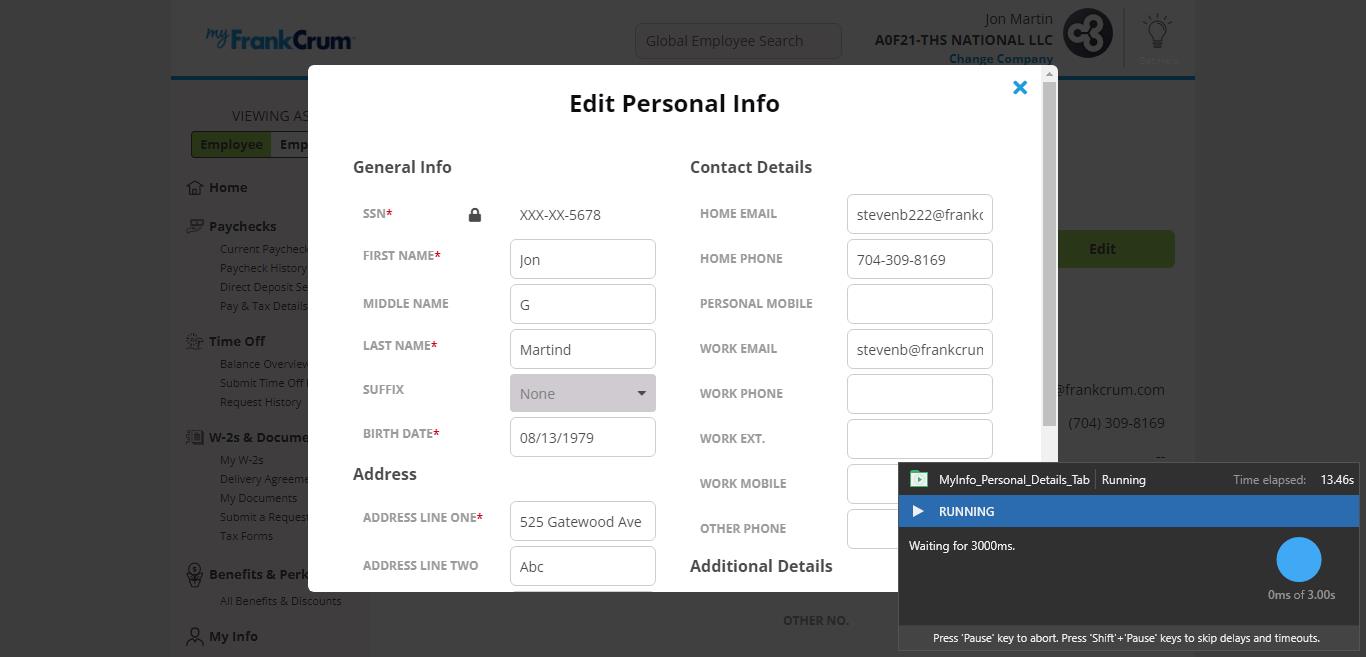 myFrankCrum
Global Employee Search
Jon Martin
A0F21-THS NATIONAL LLC
Change Company
Edit Personal Info
VIEWING AS
Employee
Emp
Home
Paychecks
Current Paycheck
Paycheck History
Direct Deposit Se
Pay & Tax Details
Time Off
Balance Overview
Submit Time Off
Request History
W-2s & Docume
My W-2s
Delivery Agreeme
My Documents
Submit a Request
Tax Forms
Benefits & Perk
All Benefits & Discounts
My Info
General Info
SSN* XXX-XX-5678
FIRST NAME* Jon
MIDDLE NAME G
LAST NAME* Martind
SUFFIX None
BIRTH DATE* 08/13/1979
Address
ADDRESS LINE ONE* 525 Gatewood Ave
ADDRESS LINE TWO Abc
Contact Details
HOME EMAIL stevenb222@frankc
HOME PHONE 704-309-8169
PERSONAL MOBILE
WORK EMAIL stevenb@frankcrum
WORK PHONE
WORK EXT.
WORK MOBILE
OTHER PHONE
Additional Details
Edit
@frankcrum.com
(704) 309-8169
--
OTHER NO.
MyInfo_Personal_Details_Tab Running Time elapsed: 13.46s
RUNNING
Waiting for 3000ms.
0ms of 3.00s
Press 'Pause' key to abort. Press 'Shift'+'Pause' keys to skip delays and timeouts.